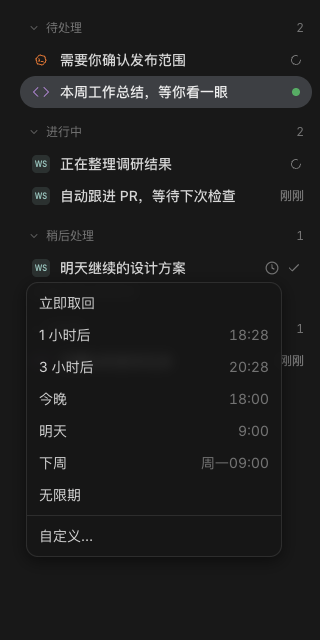 待处理 2
需要你确认发布范围
本周工作总结，等你看一眼
进行中 2
WS 正在整理调研结果
WS 自动跟进 PR，等待下次检查 刚刚
稍后处理 1
WS 明天继续的设计方案
立即取回
1
1 小时后 18:28
3 小时后 20:28
刚刚
今晚 18:00
明天 9:00
下周 周一09:00
无限期
自定义...